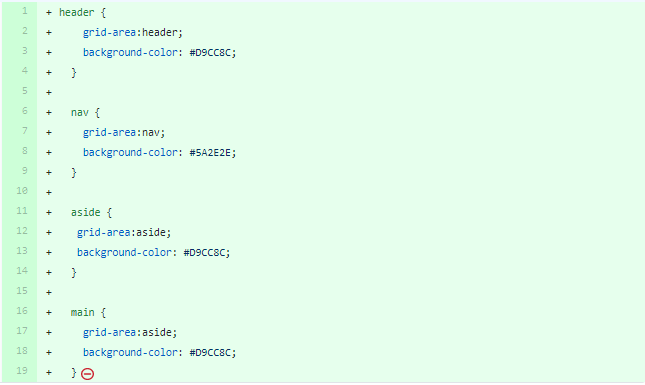 1 + header {
2 + grid-area:header;
3 + background-color: #D9CC8C;
4 + }
5 +
6 + nav {
7 + grid-area:nav;
8 + background-color: #5A2E2E;
9 + }
10 +
11 + aside {
12 + grid-area:aside;
13 + background-color: #D9CC8C;
14 + }
15 +
16 + main {
17 + grid-area:aside;
18 + background-color: #D9CC8C;
19 + }